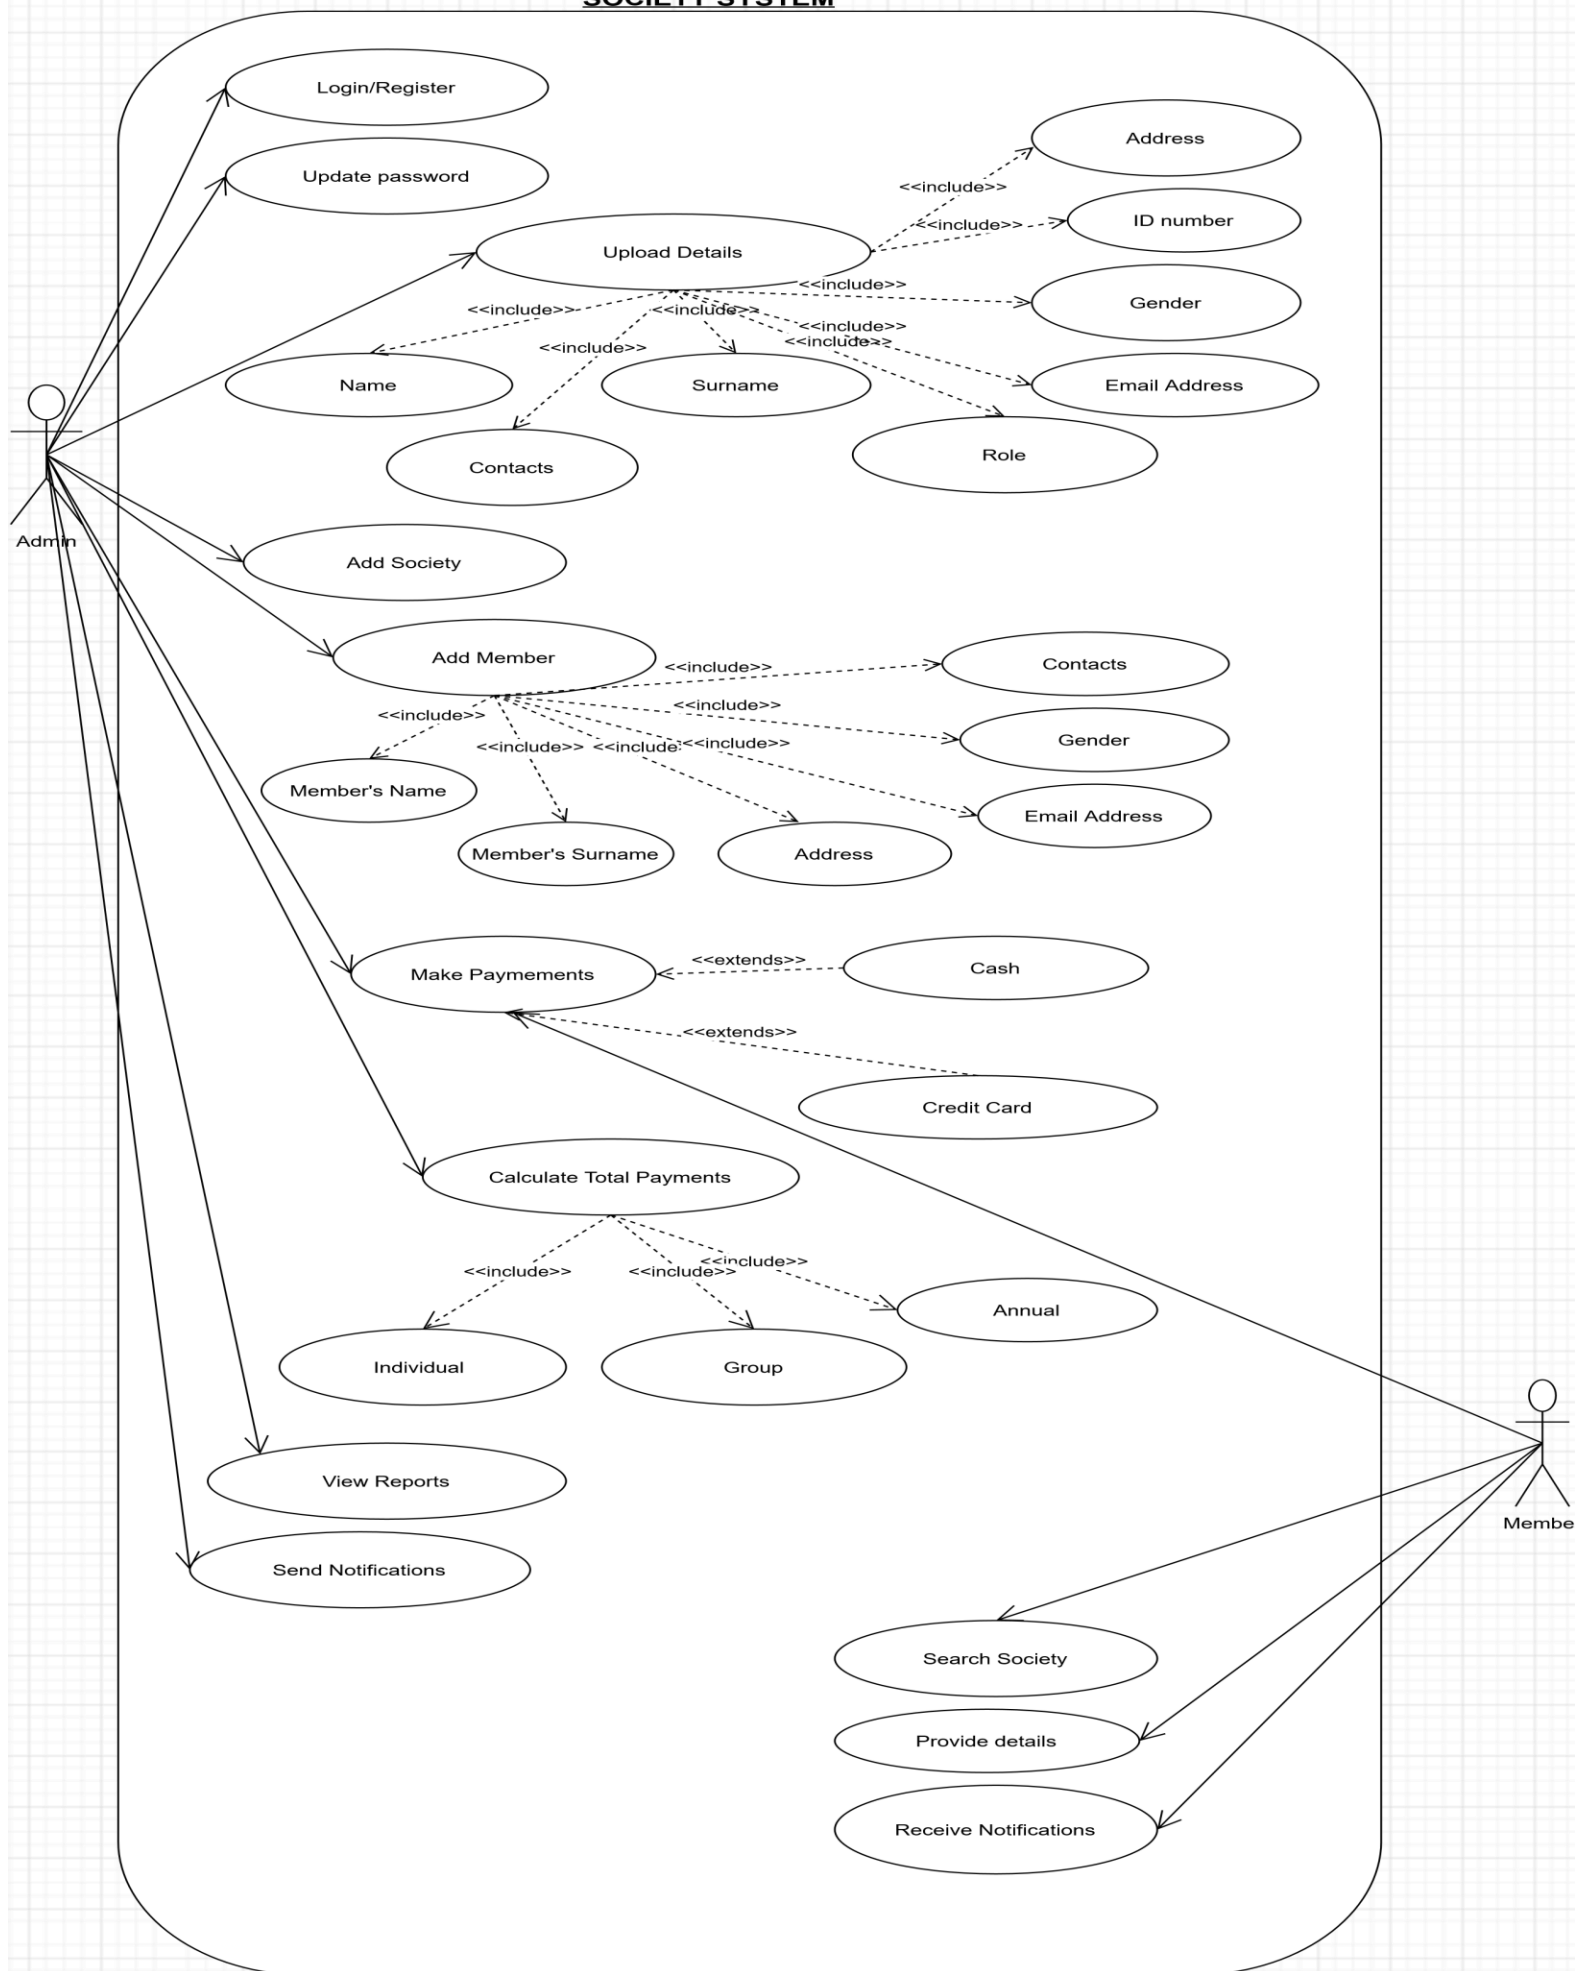 SOCIETY SYSTEM
Login/Register
Update password
Address
<<include>>
ID number
<<include>>
Upload Details
Gender
<<include>>
<<include>>
<<include>>
<<include>>
<<include>>
<<include>>
Name
Surname
Email Address
Contacts
Role
Admin
Add Society
Add Member
Contacts
<<include>>
Gender
<<include>>
<<include>>
<<include>>
<<include>>
<<include>>
Member's Name
Email Address
Member's Surname
Address
Make Paymements
<<extends>>
Cash
<<extends>>
Credit Card
Calculate Total Payments
<<include>>
<<include>>
<<include>>
Annual
Individual
Group
View Reports
Send Notifications
Membe
Search Society
Provide details
Receive Notifications